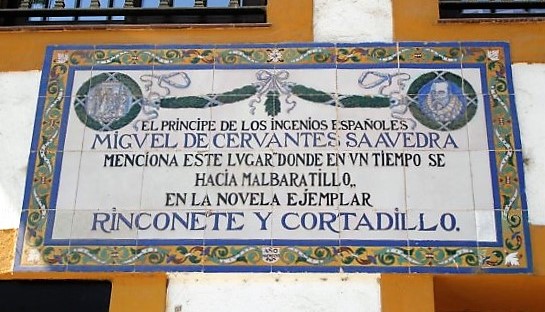 EL PRINCIPE DE LOS INGENIOS ESPAÑOLES
MIGVEL DE CERVANTES SAAVEDRA
MENCIONA ESTE LVGAR "DONDE EN VN TIEMPO SE
HACIA MALBARATILLO,,
EN LA NOVELA EJEMPLAR
RINCONETE Y CORTADILLO.